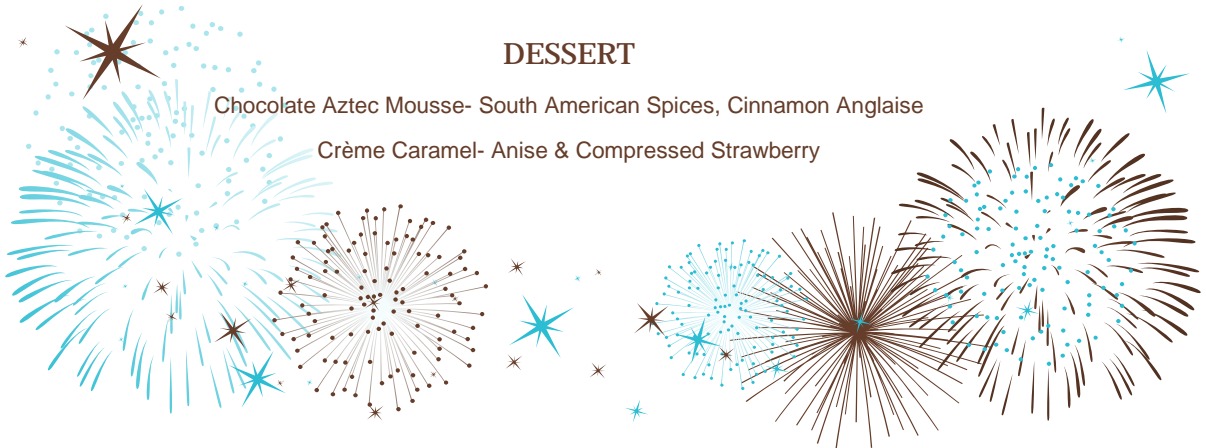 DESSERT
Chocolate Aztec Mousse- South American Spices, Cinnamon Anglaise
Crème Caramel- Anise & Compressed Strawberry